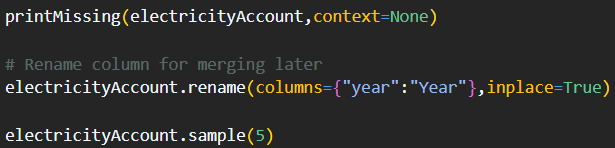 printMissing(electricityAccount,context=None)
# Rename column for merging later
electricityAccount.rename(columns={"year":"Year"},inplace=True)
electricityAccount.sample(5)